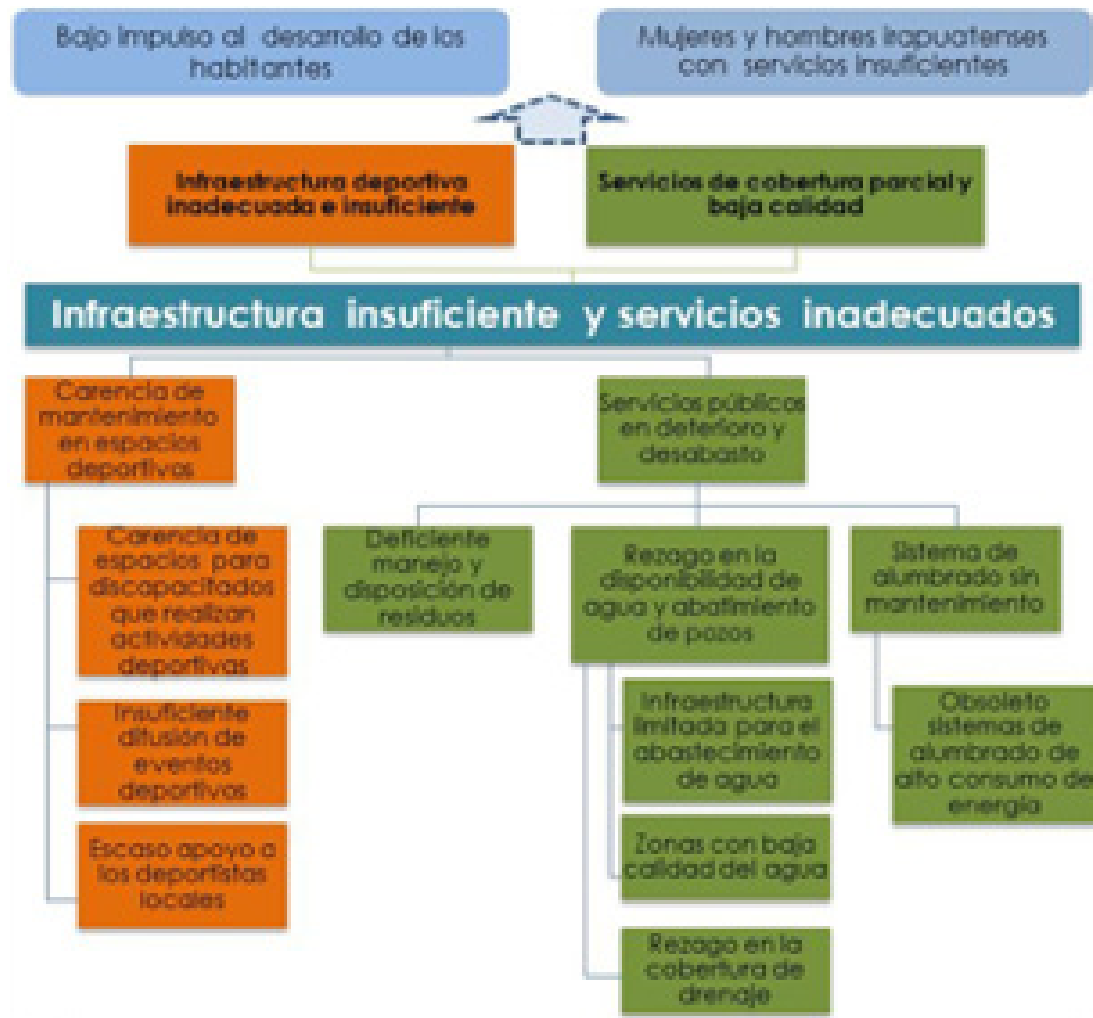 Bajo impulso al desarrollo de los
habitantes
Mujeres y hombres irapuatenses
con servicios insuficientes
Infraestructura deportiva
inadecuada e insuficiente
Servicios de cobertura parcial y
baja calidad
Infraestructura insuficiente y servicios inadecuados
Carencia de
mantenimiento
en espacios
deportivos
Servicios públicos
en deterioro y
desabasto
Carencia de
espacios para
discapacitados
que realizan
actividades
deportivas
Insuficiente
difusión de
eventos
deportivos
Escaso apoyo a
los deportistas
locales
Deficiente
manejo y
disposición de
residuos
Rezago en la
disponibilidad de
agua y abatimiento
de pozos
Infraestructura
limitada para el
abastecimiento
de agua
Zonas con baja
calidad del agua
Rezago en la
cobertura de
drenaje
Sistema de
alumbrado sin
mantenimiento
Obsoleto
sistemas de
alumbrado de
alto consumo de
energía